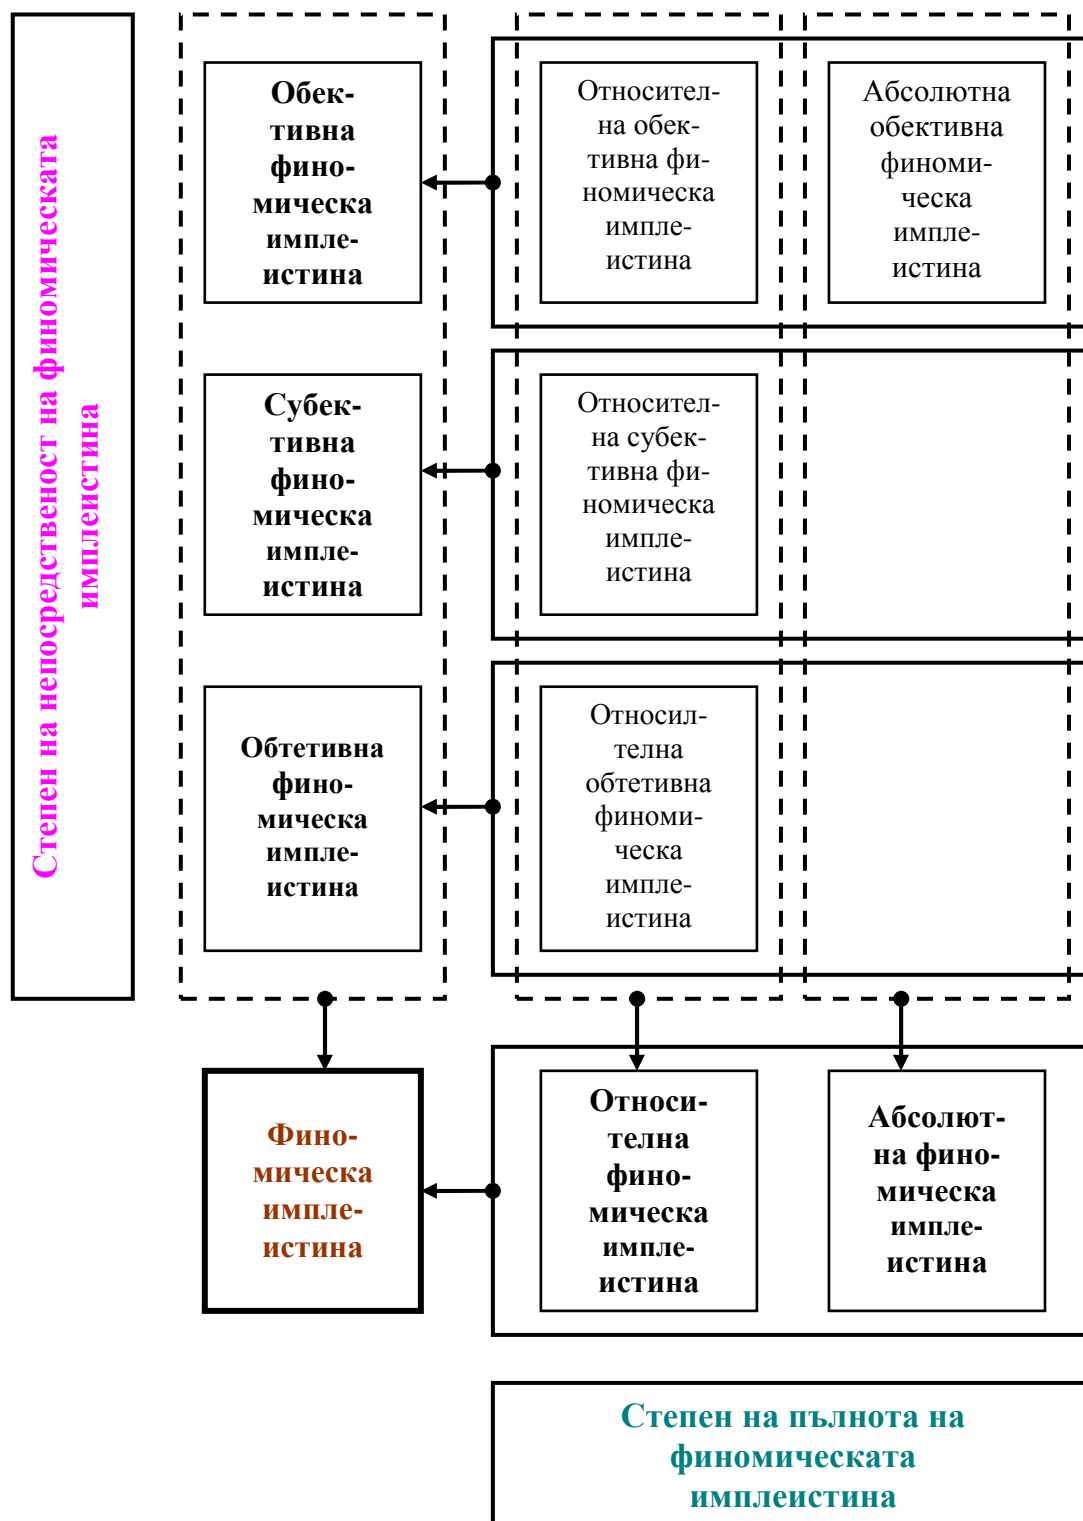 Степен на непосредственост на финомическата
имплеистина
Обек-
тивна
фино-
мическа
импле-
истина
Относител-
на обек-
тивна фи-
номическа
импле-
истина
Абсолютна
обективна
финоми-
ческа
импле-
истина
Субек-
тивна
фино-
мическа
импле-
истина
Относител-
на субек-
тивна фи-
номическа
импле-
истина
Обтетивна
фино-
мическа
импле-
истина
Относил-
телна
обтетивна
финоми-
ческа
импле-
истина
Фино-
мическа
импле-
истина
Относи-
телна
фино-
мическа
импле-
истина
Абсолют-
на фино-
мическа
импле-
истина
Степен на пълнота на
финомическата
имплеистина